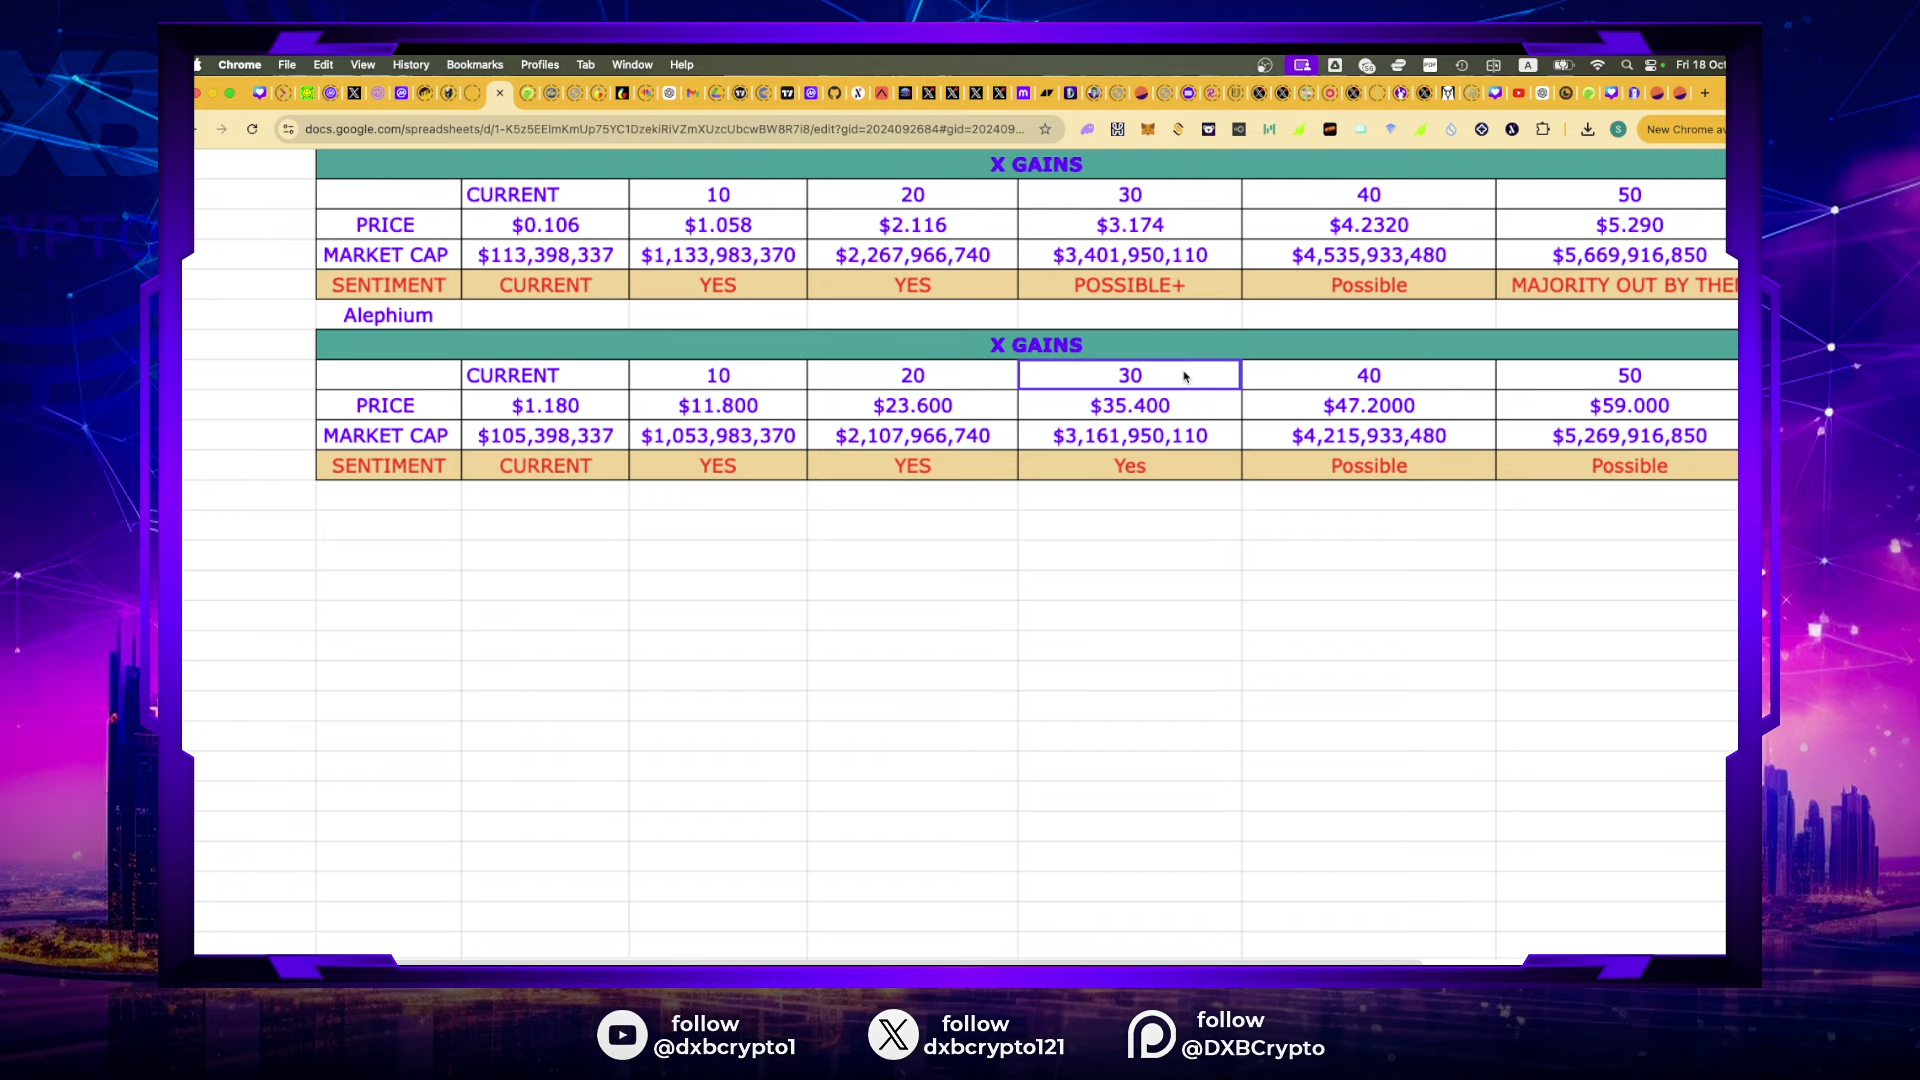 Chrome File Edit View History Bookmarks Profiles Tab Window Help Fri 18 Oct
docs.google.com/spreadsheets/d/1-K5z5EElmKmUp75YC1DzekiRiVZmXUzcUbcwBW8R7i8/edit?gid=2024092684#gid=202409... New Chrome av
X GAINS
CURRENT 10 20 30 40 50
PRICE $0.106 $1.058 $2.116 $3.174 $4.2320 $5.290
MARKET CAP $113,398,337 $1,133,983,370 $2,267,966,740 $3,401,950,110 $4,535,933,480 $5,669,916,850
SENTIMENT CURRENT YES YES POSSIBLE+ Possible MAJORITY OUT BY THE
Alephium
X GAINS
CURRENT 10 20 30 40 50
PRICE $1.180 $11.800 $23.600 $35.400 $47.2000 $59.000
MARKET CAP $105,398,337 $1,053,983,370 $2,107,966,740 $3,161,950,110 $4,215,933,480 $5,269,916,850
SENTIMENT CURRENT YES YES Yes Possible Possible
follow
@dxbcrypto1
follow
dxbcrypto121
follow
@DXBCrypto